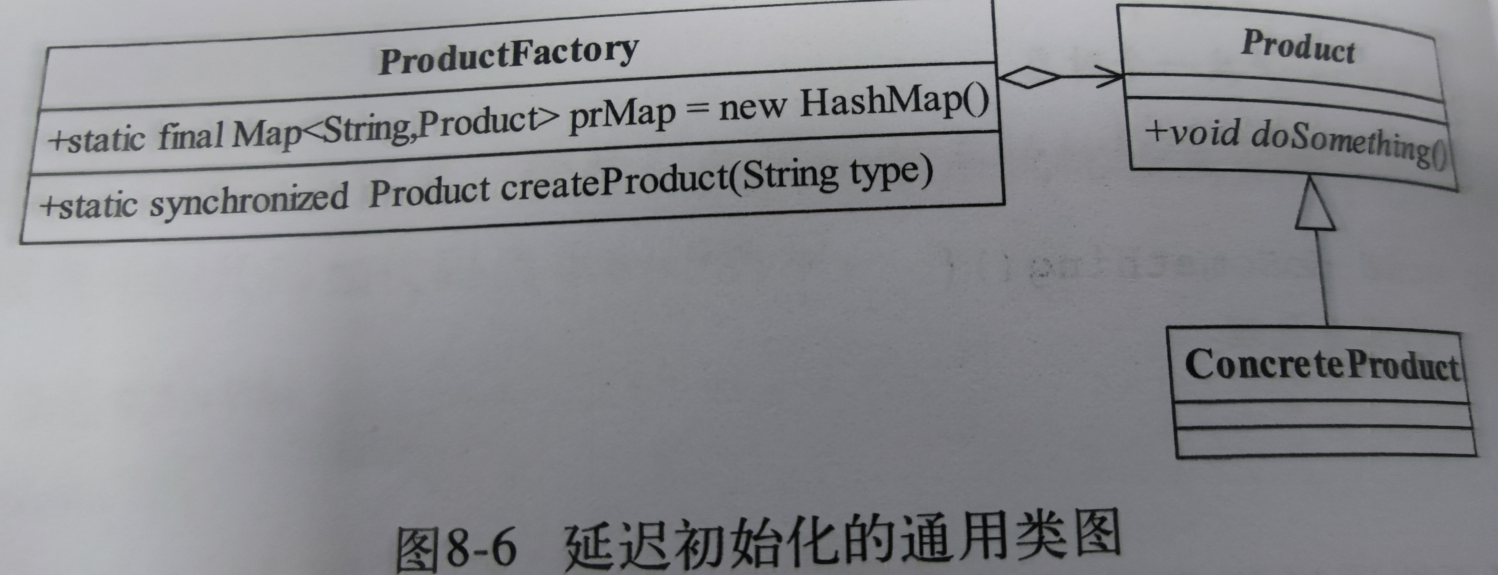 ProductFactory
+static final Map<String,Product> prMap = new HashMap()
+static synchronized Product createProduct(String type)
Product
+void doSomething()
ConcreteProduct
图8-6 延迟初始化的通用类图